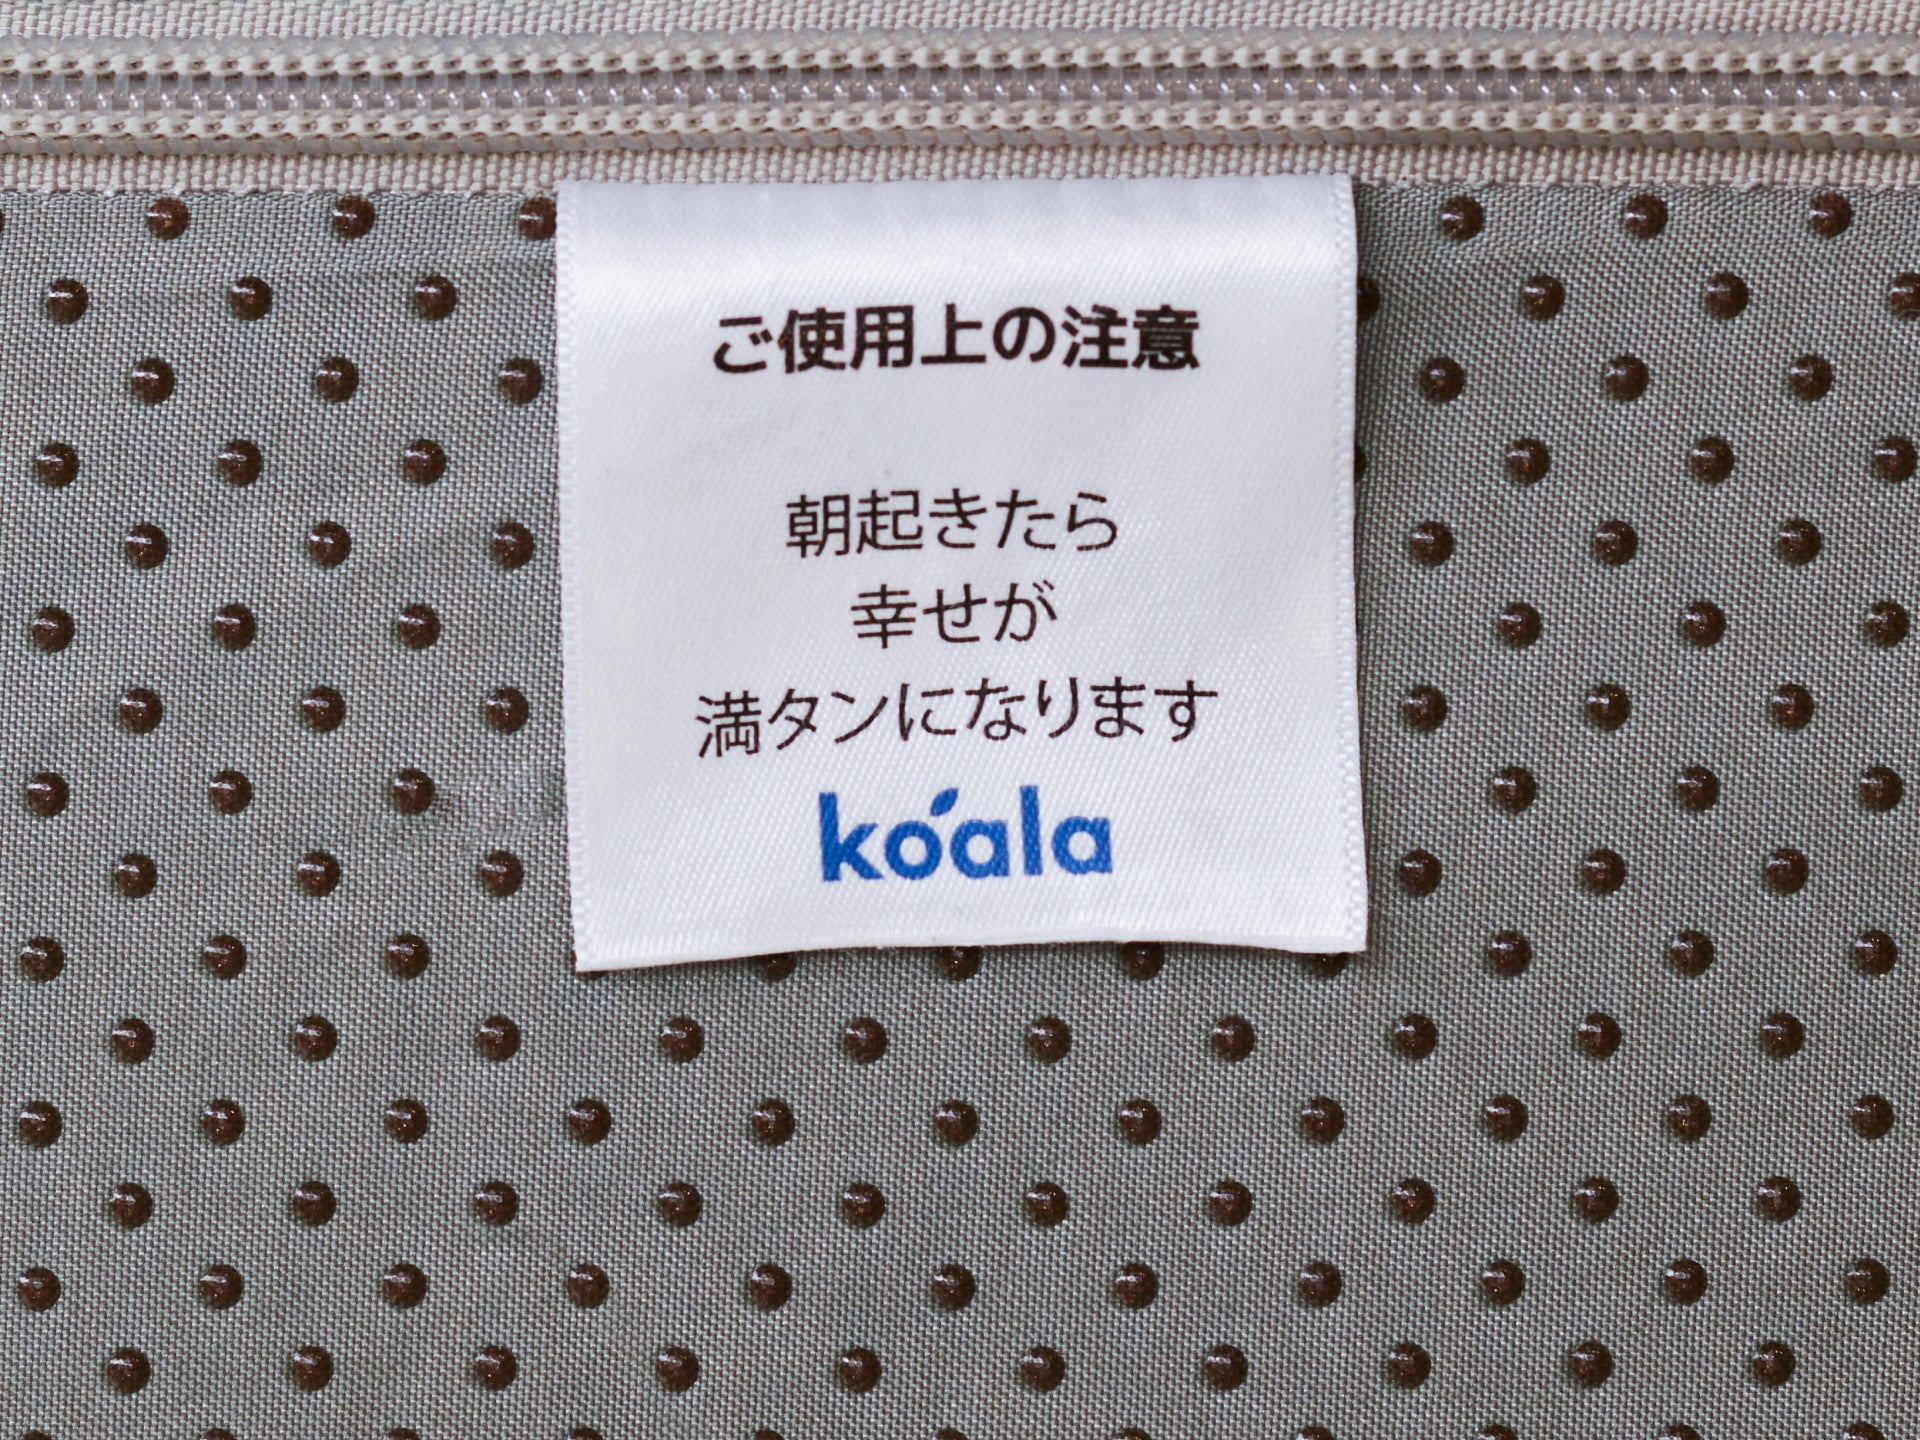 ご使用上の注意
朝起きたら
幸せが
満タンになります
koala